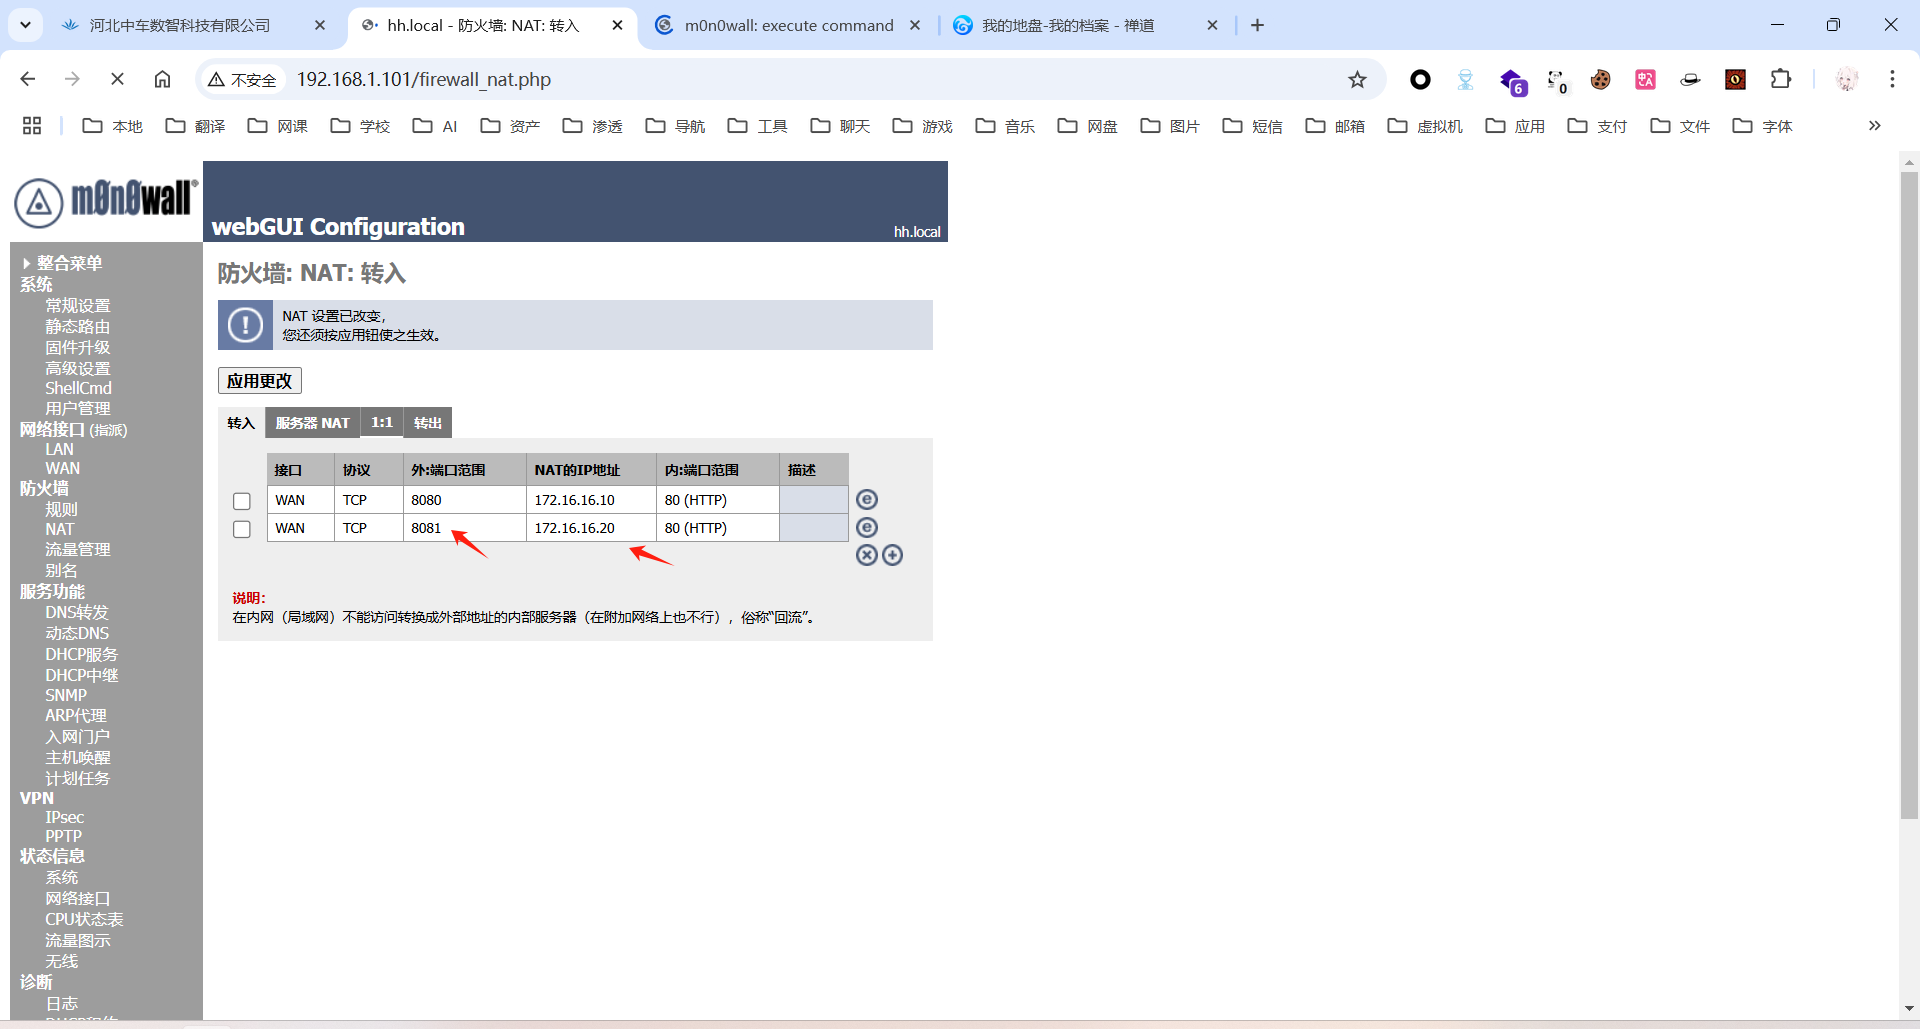 河北中车数智科技有限公司
hh.local - 防火墙: NAT: 转入
m0n0wall: execute command
我的地盘-我的档案 - 禅道
不安全
192.168.1.101/firewall_nat.php
6
0
本地
翻译
网课
学校
AI
资产
渗透
导航
工具
聊天
游戏
音乐
网盘
图片
短信
邮箱
虚拟机
应用
支付
文件
字体
m0n0wall
webGUI Configuration
hh.local
整合菜单
系统
常规设置
静态路由
固件升级
高级设置
ShellCmd
用户管理
网络接口 (指派)
LAN
WAN
防火墙
规则
NAT
流量管理
别名
服务功能
DNS转发
动态DNS
DHCP服务
DHCP中继
SNMP
ARP代理
入网门户
主机唤醒
计划任务
VPN
IPsec
PPTP
状态信息
系统
网络接口
CPU状态表
流量图示
无线
诊断
日志
防火墙: NAT: 转入
NAT 设置已改变，
您还须按应用钮使之生效。
应用更改
转入 服务器 NAT 1:1 转出
接口 协议 外:端口范围 NAT的IP地址 内:端口范围 描述
WAN TCP 8080 172.16.16.10 80 (HTTP)
WAN TCP 8081 172.16.16.20 80 (HTTP)
说明:
在内网（局域网）不能访问转换成外部地址的内部服务器（在附加网络上也不行），俗称“回流”。